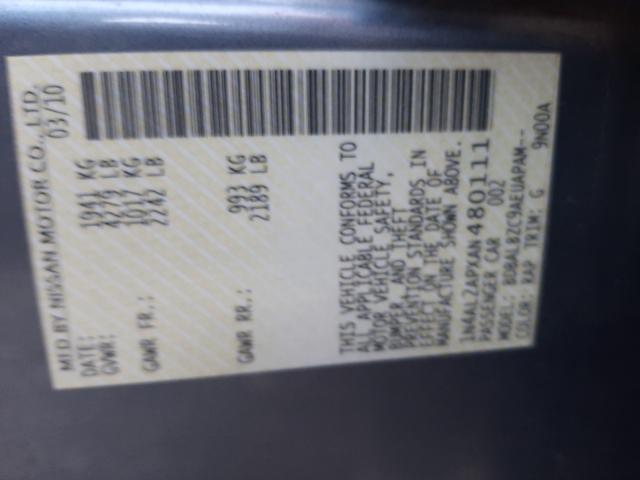 MFD BY NISSAN MOTOR CO., LTD.
DATE: 03/10
GVWR: 1941 KG
4279 LB
GAWR FR.: 1017 KG
2242 LB
GAWR RR.: 993 KG
2189 LB
THIS VEHICLE CONFORMS TO
ALL APPLICABLE FEDERAL
MOTOR VEHICLE SAFETY,
BUMPER, AND THEFT
PREVENTION STANDARDS IN
EFFECT ON THE DATE OF
MANUFACTURE SHOWN ABOVE.
1N4AL2APXAN480111
PASSENGER CAR 002
MODEL: BDBALBZC9AEUAPAM--
COLOR: RAP TRIM: G 9N00A